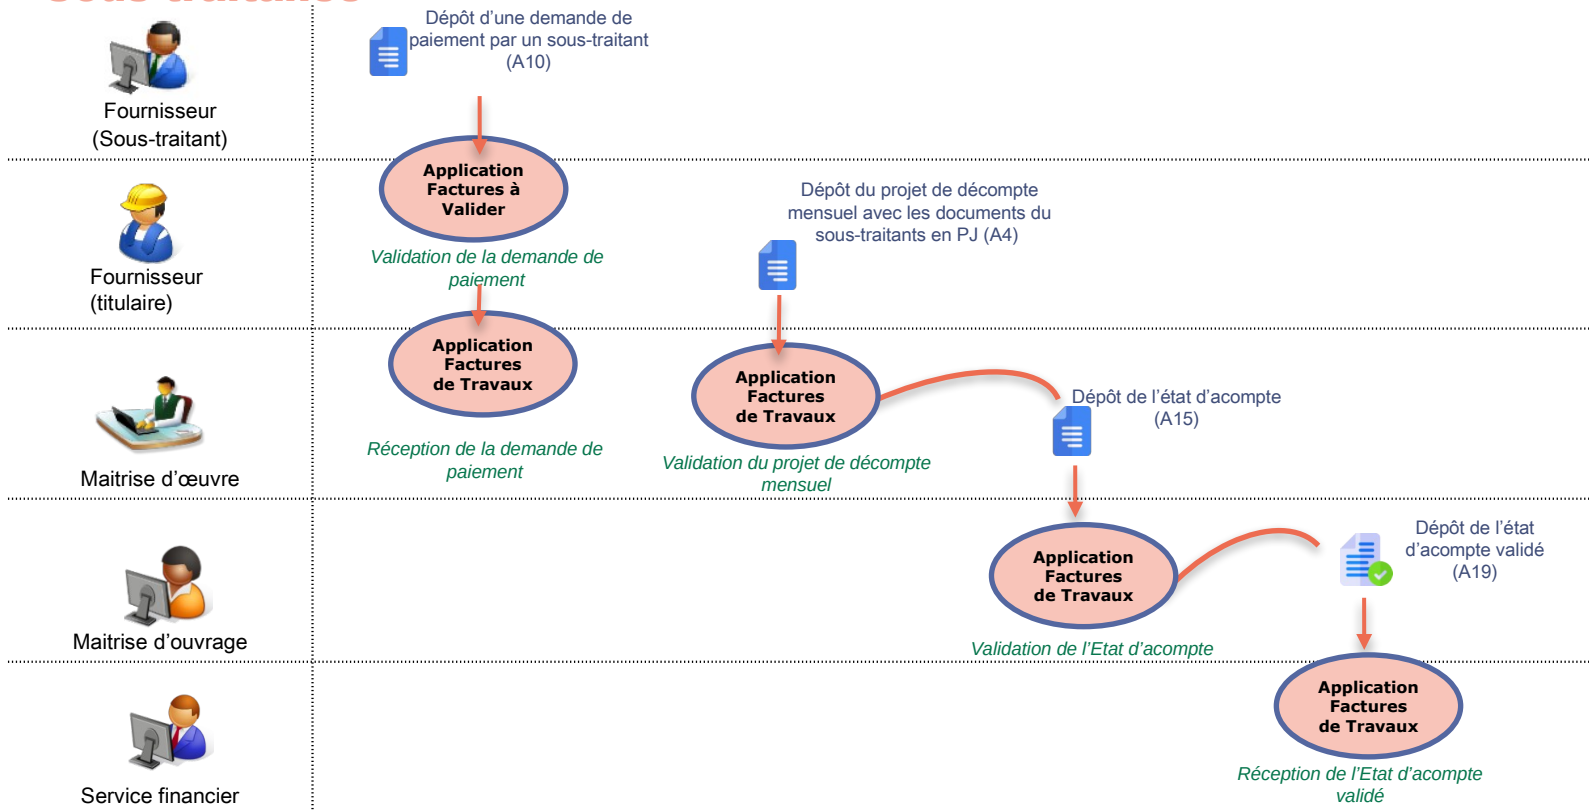 Dépôt d’une demande de
paiement par un sous-traitant
(A10)
Fournisseur
(Sous-traitant)
Application
Factures à
Valider
Validation de la demande de
paiement
Dépôt du projet de décompte
mensuel avec les documents du
sous-traitants en PJ (A4)
Fournisseur
(titulaire)
Application
Factures
de Travaux
Réception de la demande de
paiement
Application
Factures
de Travaux
Validation du projet de décompte
mensuel
Dépôt de l’état d’acompte
(A15)
Maitrise d’œuvre
Application
Factures
de Travaux
Validation de l’Etat d’acompte
Dépôt de l’état
d’acompte validé
(A19)
Maitrise d’ouvrage
Application
Factures
de Travaux
Réception de l’Etat d’acompte
validé
Service financier